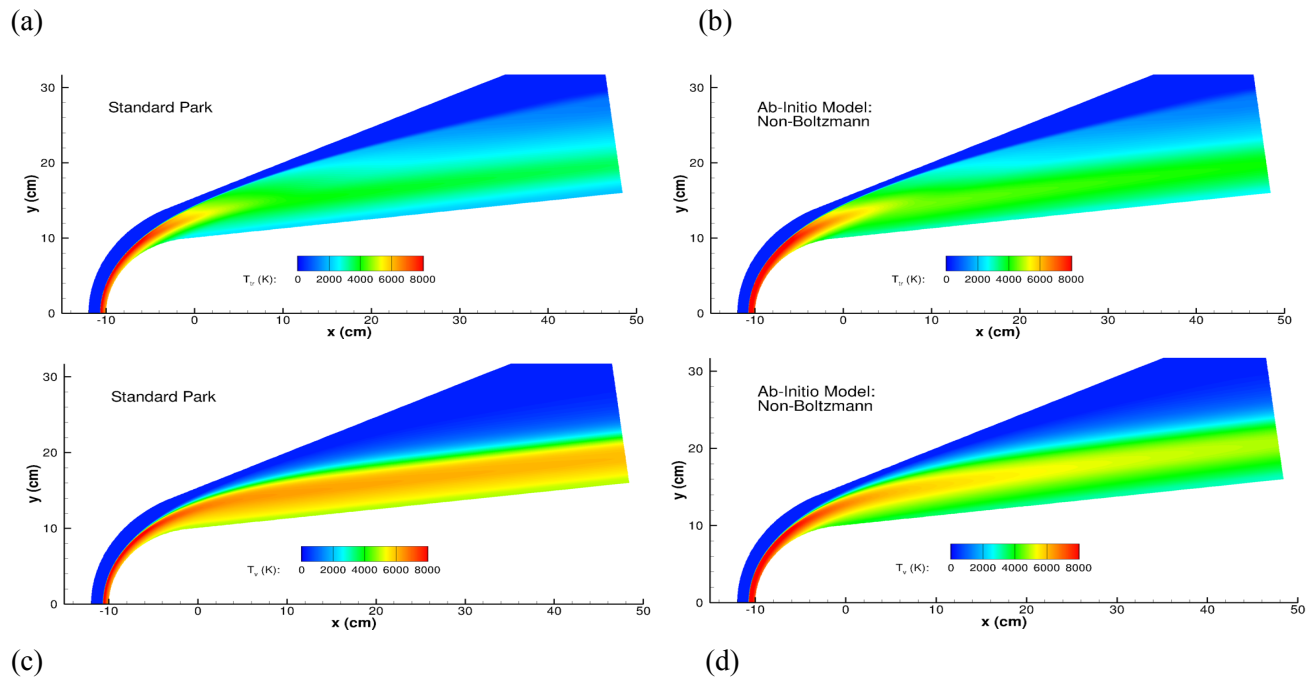 (a)
(b)
30
20
10
0
y (cm)
Standard Park
T_tr (K):
0 2000 4000 6000 8000
-10 0 10 20 30 40 50
x (cm)
30
20
10
0
y (cm)
Ab-Initio Model:
Non-Boltzmann
T_tr (K):
0 2000 4000 6000 8000
-10 0 10 20 30 40 50
x (cm)
30
20
10
0
y (cm)
Standard Park
T_v (K):
0 2000 4000 6000 8000
-10 0 10 20 30 40 50
x (cm)
30
20
10
0
y (cm)
Ab-Initio Model:
Non-Boltzmann
T_v (K):
0 2000 4000 6000 8000
-10 0 10 20 30 40 50
x (cm)
(c)
(d)